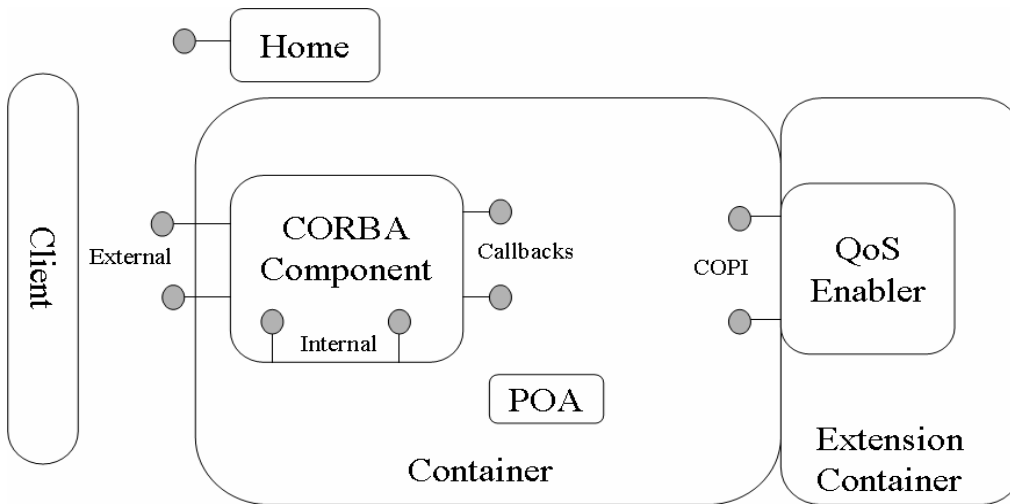 Home
Client
External
CORBA
Component
Internal
Callbacks
COPI
QoS
Enabler
POA
Container
Extension
Container